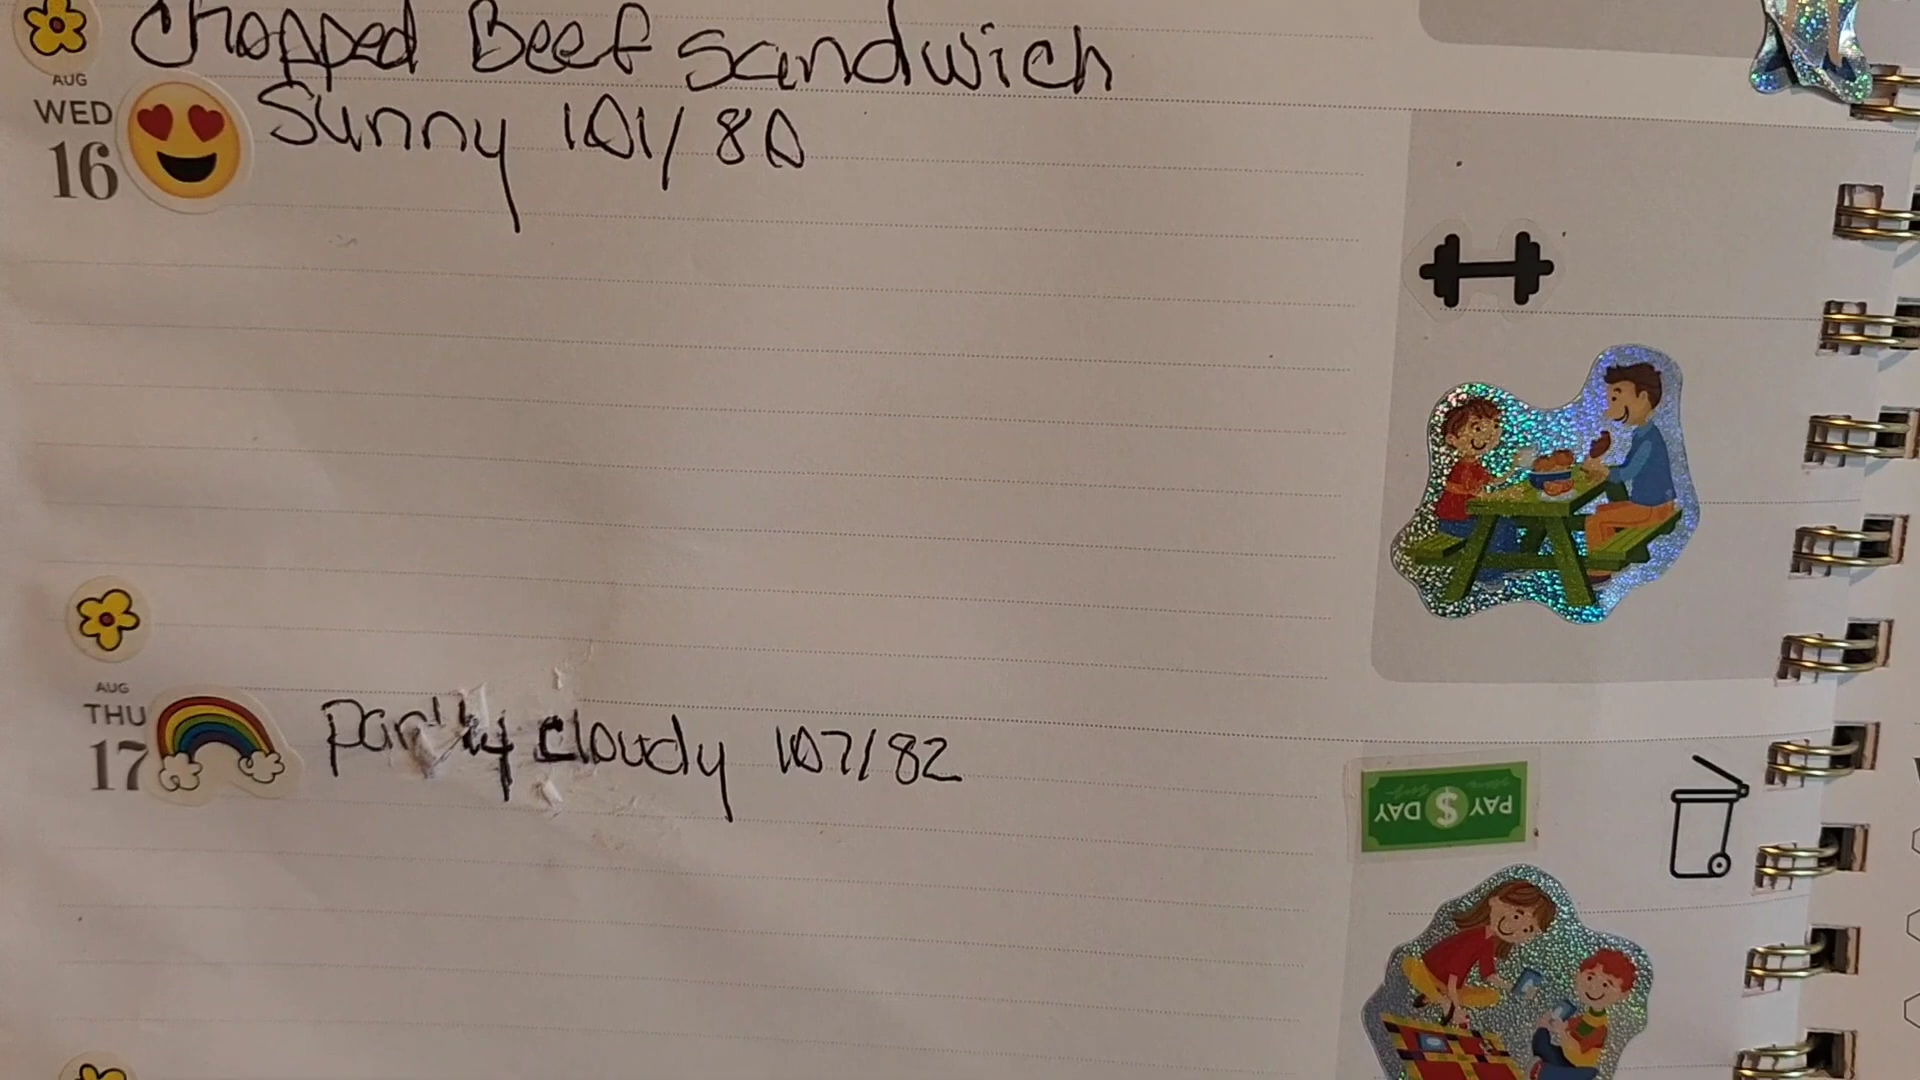 Chopped Beef Sandwich
AUG
WED
16
Sunny 101/80
AUG
THU
17
partly cloudy 107/82
PAY $ DAY